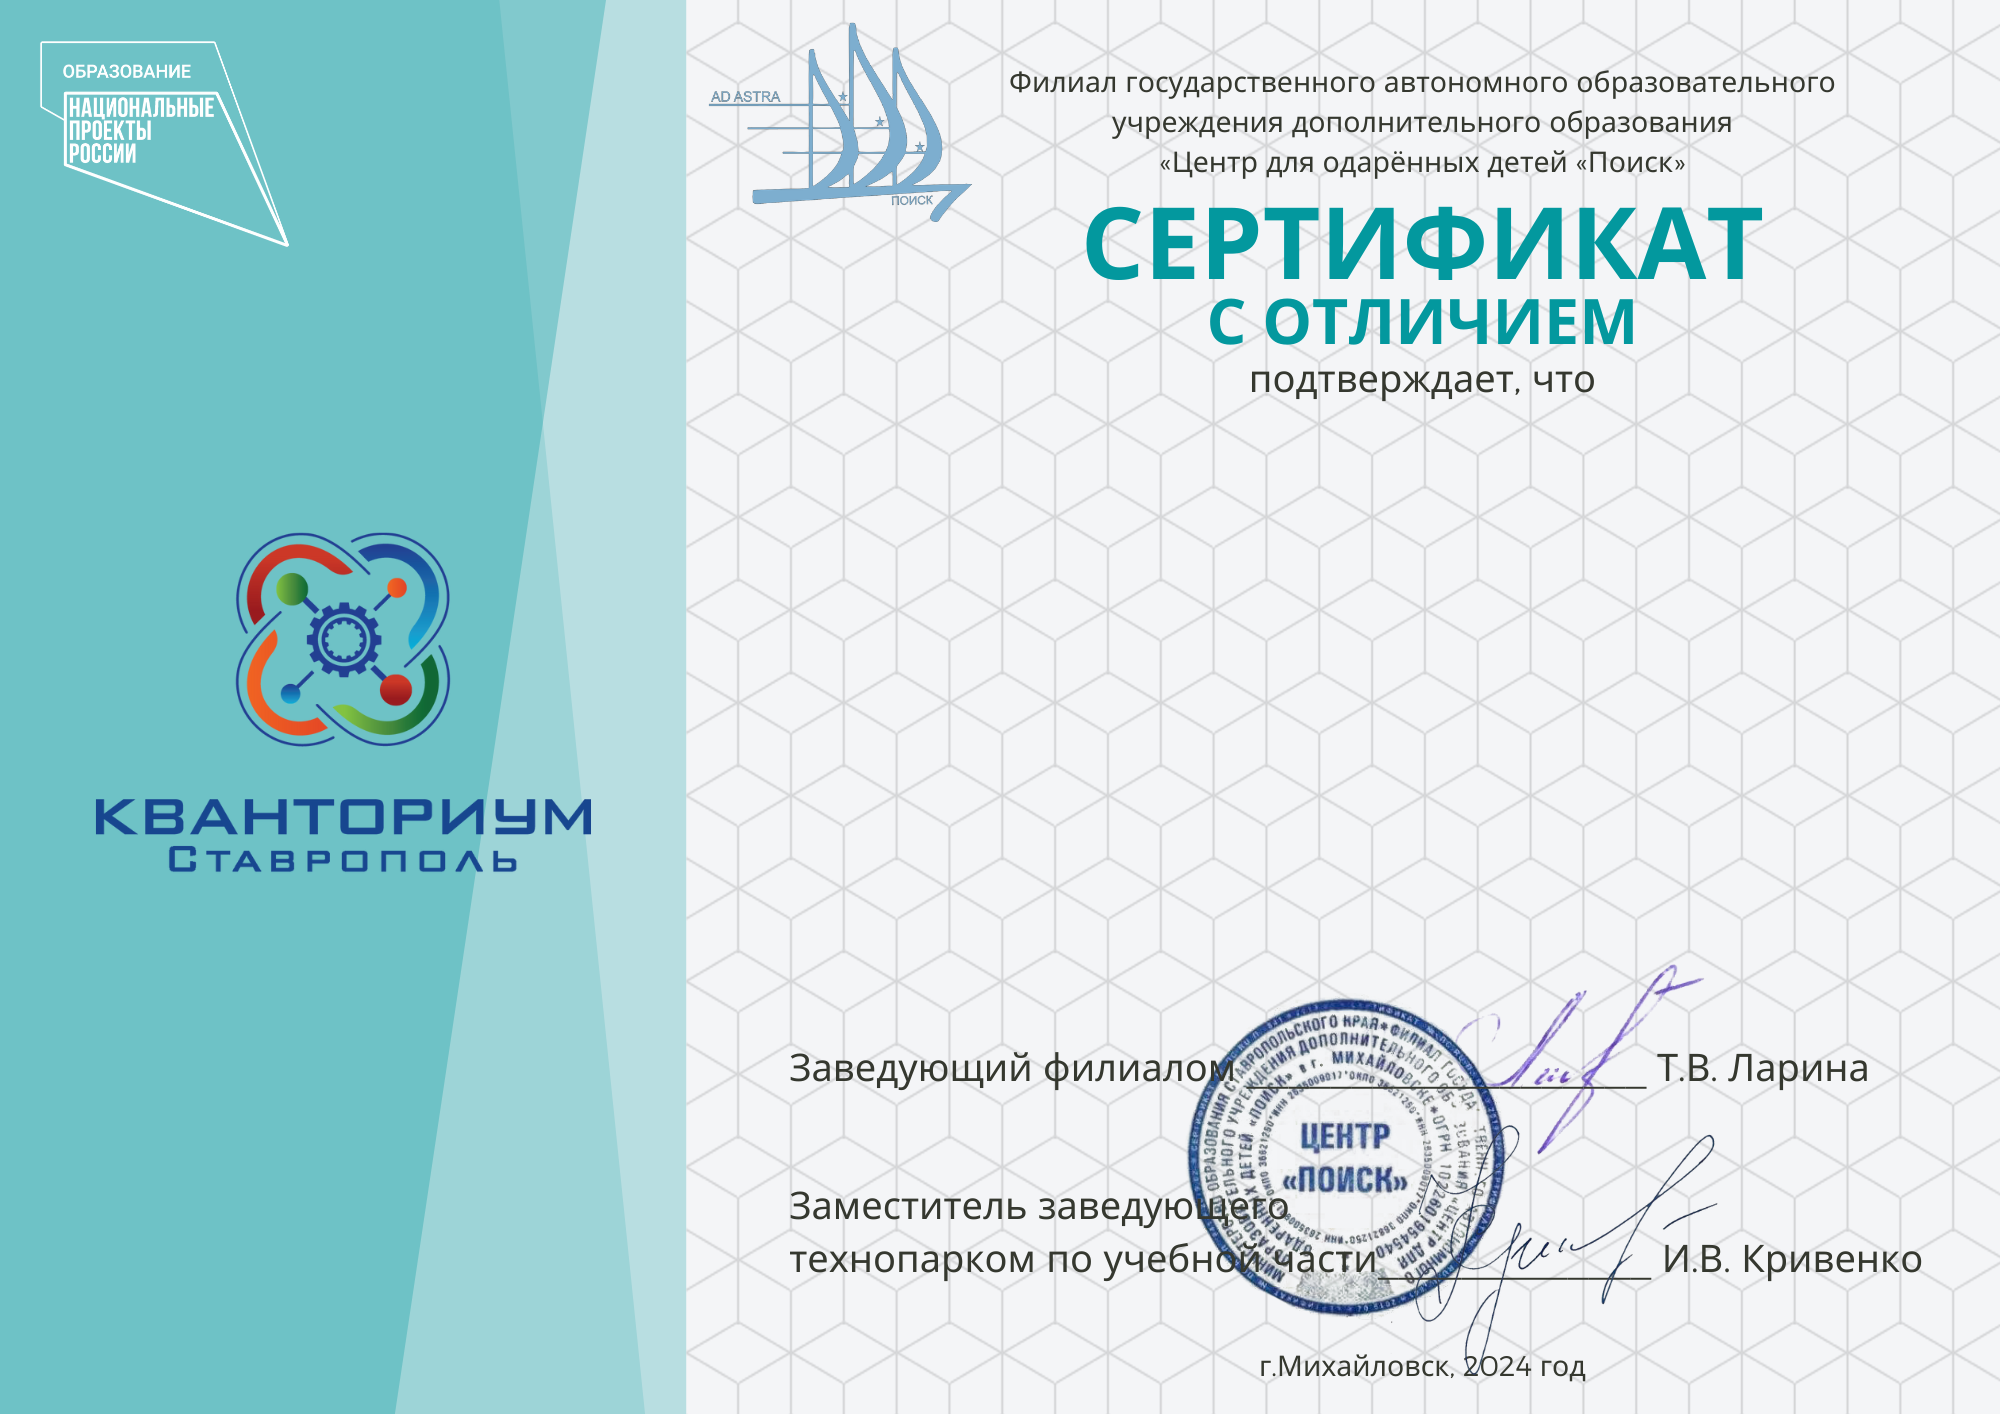 ОБРАЗОВАНИЕ
НАЦИОНАЛЬНЫЕ
ПРОЕКТЫ
РОССИИ
AD ASTRA
ПОИСК
Филиал государственного автономного образовательного
учреждения дополнительного образования
«Центр для одарённых детей «Поиск»
СЕРТИФИКАТ
С ОТЛИЧИЕМ
подтверждает, что
КВАНТОРИУМ
СТАВРОПОЛЬ
Заведующий филиалом Т.В. Ларина
ЦЕНТР
«ПОИСК»
Заместитель заведующего
технопарком по учебной части И.В. Кривенко
г.Михайловск, 2024 год